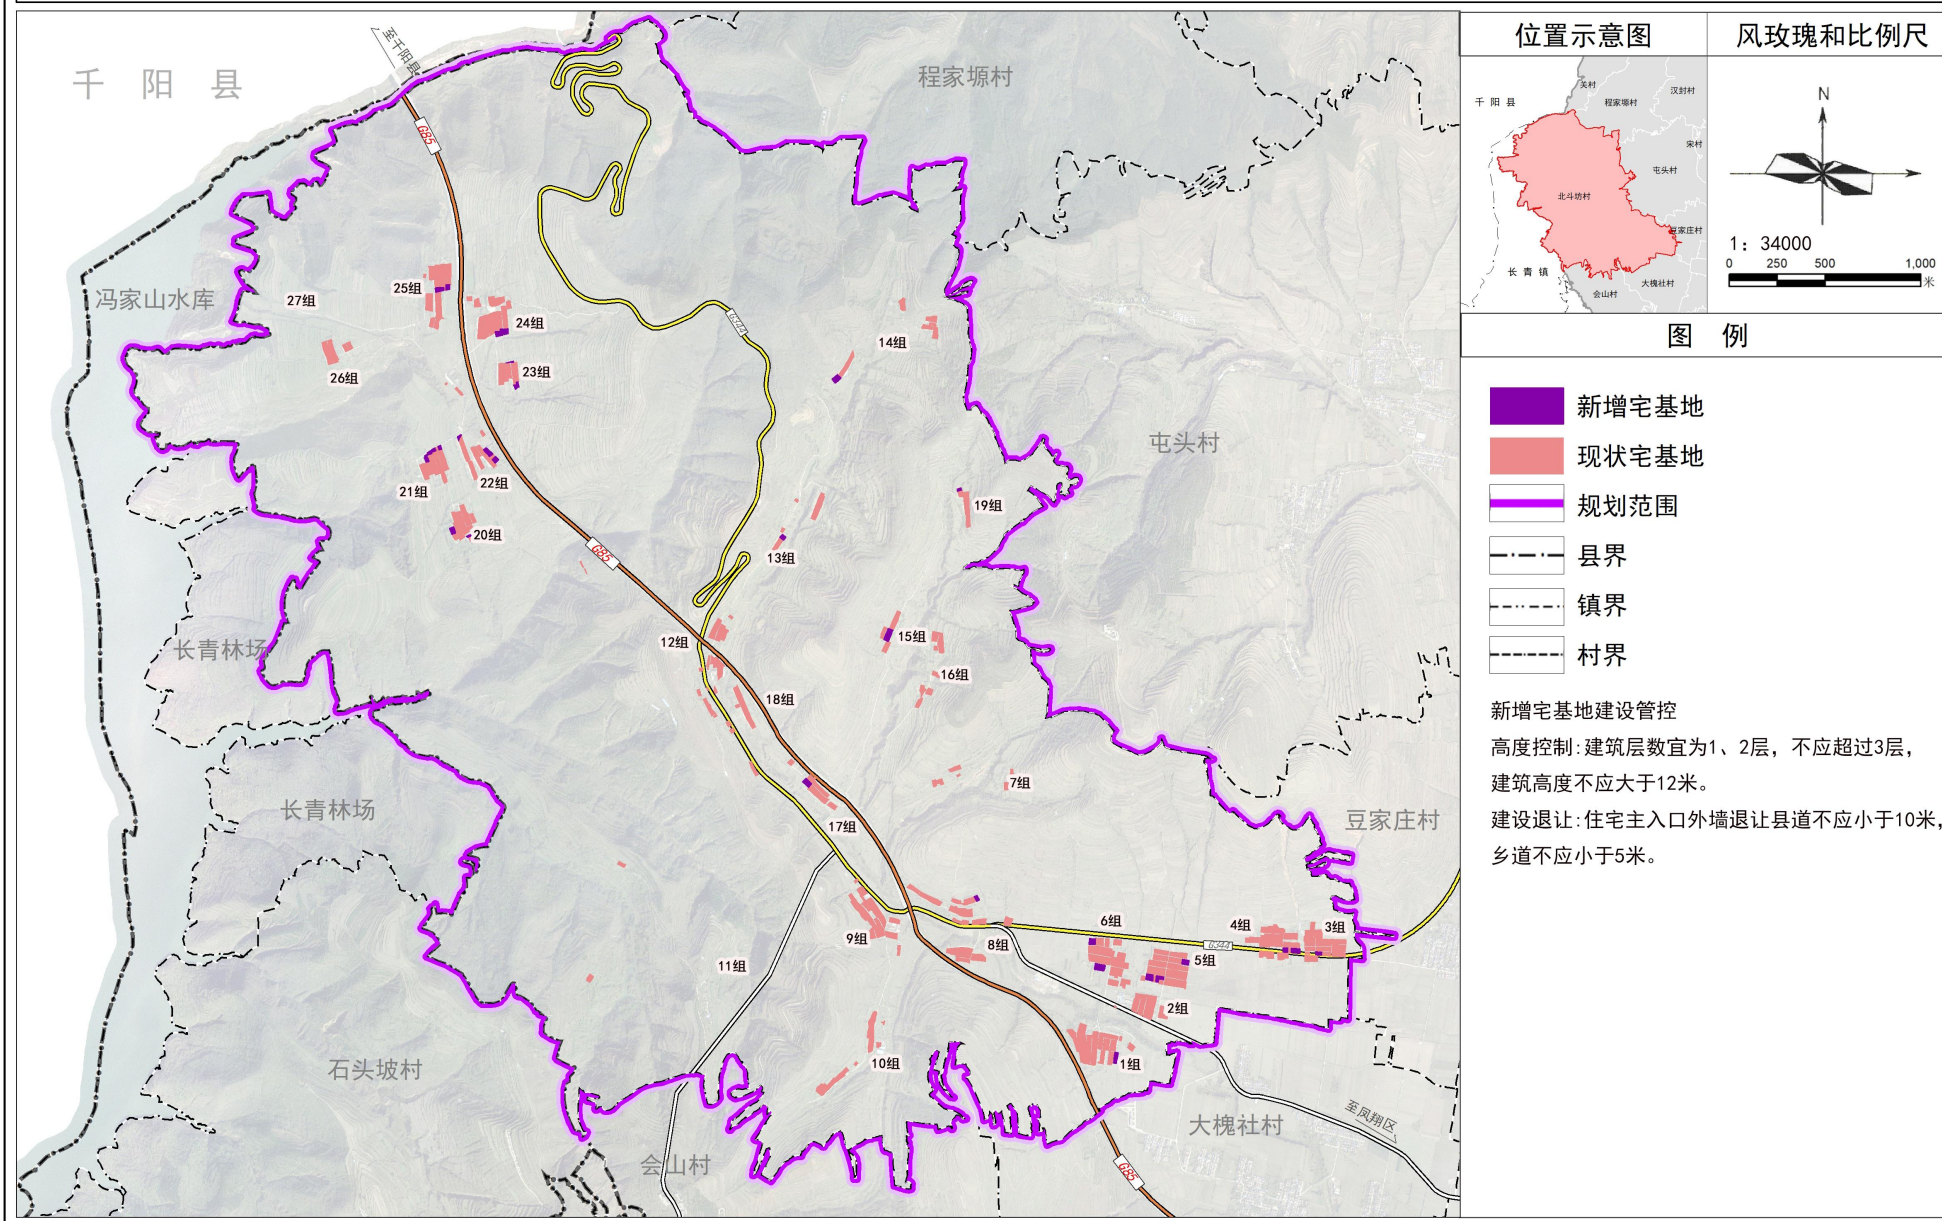 位置示意图
风玫瑰和比例尺
千阳县
至千阳县
程家塬村
G85
冯家山水库
27组
25组
24组
23组
26组
G344
14组
屯头村
21组
22组
20组
19组
13组
G85
长青林场
12组
15组
16组
18组
7组
17组
长青林场
豆家庄村
6组
4组
3组
9组
8组
G344
5组
11组
2组
10组
1组
石头坡村
会山村
大槐社村
至凤翔区
G85
千阳县
美村
程家塬村
汉封村
宋村
屯头村
北斗坊村
豆家庄村
长青镇
会山村
大槐社村
N
1：34000
0 250 500 1,000
米
图 例
新增宅基地
现状宅基地
规划范围
县界
镇界
村界
新增宅基地建设管控
高度控制:建筑层数宜为1、2层，不应超过3层，
建筑高度不应大于12米。
建设退让:住宅主入口外墙退让县道不应小于10米，
乡道不应小于5米。